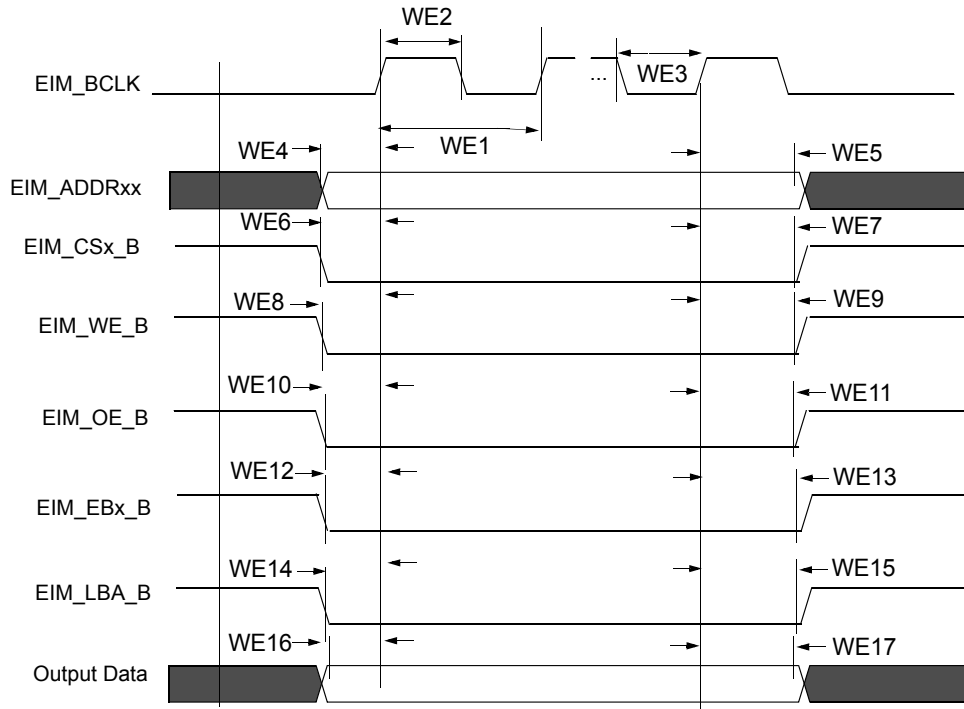 WE2
EIM_BCLK
...
WE3
WE4
WE1
WE5
EIM_ADDRxx
WE6
WE7
EIM_CSx_B
WE8
WE9
EIM_WE_B
WE10
WE11
EIM_OE_B
WE12
WE13
EIM_EBx_B
WE14
WE15
EIM_LBA_B
WE16
WE17
Output Data